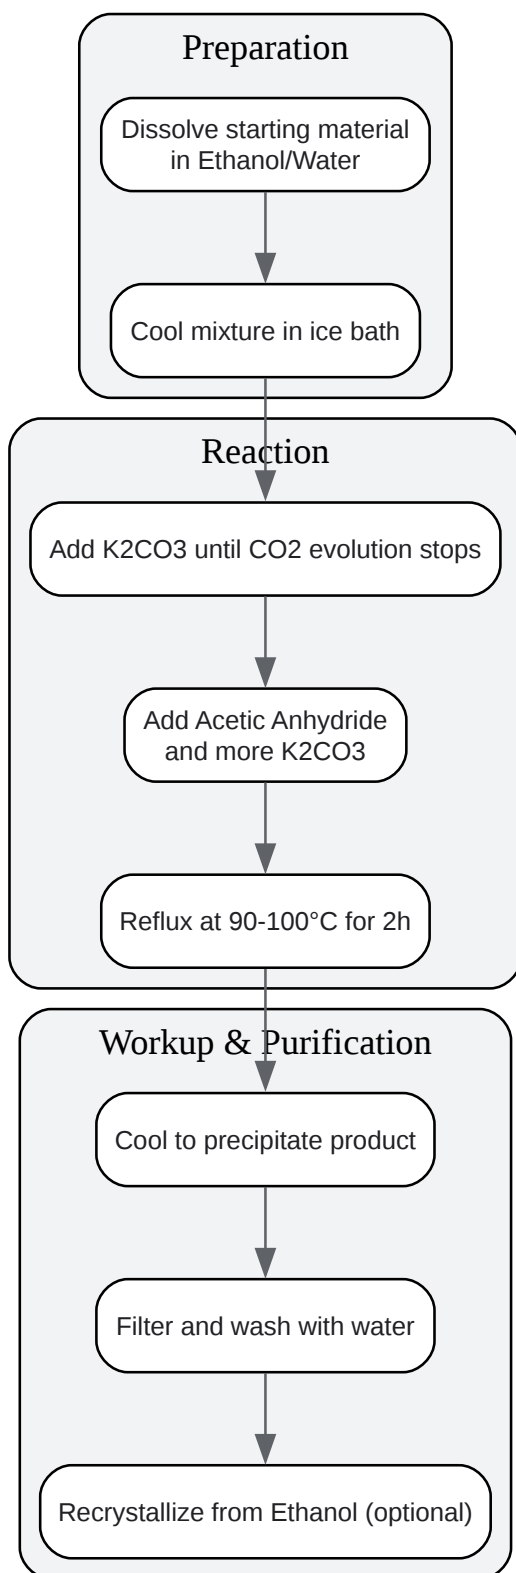 Preparation
Dissolve starting material
in Ethanol/Water
Cool mixture in ice bath
Reaction
Add K2CO3 until CO2 evolution stops
Add Acetic Anhydride
and more K2CO3
Reflux at 90-100°C for 2h
Workup & Purification
Cool to precipitate product
Filter and wash with water
Recrystallize from Ethanol (optional)